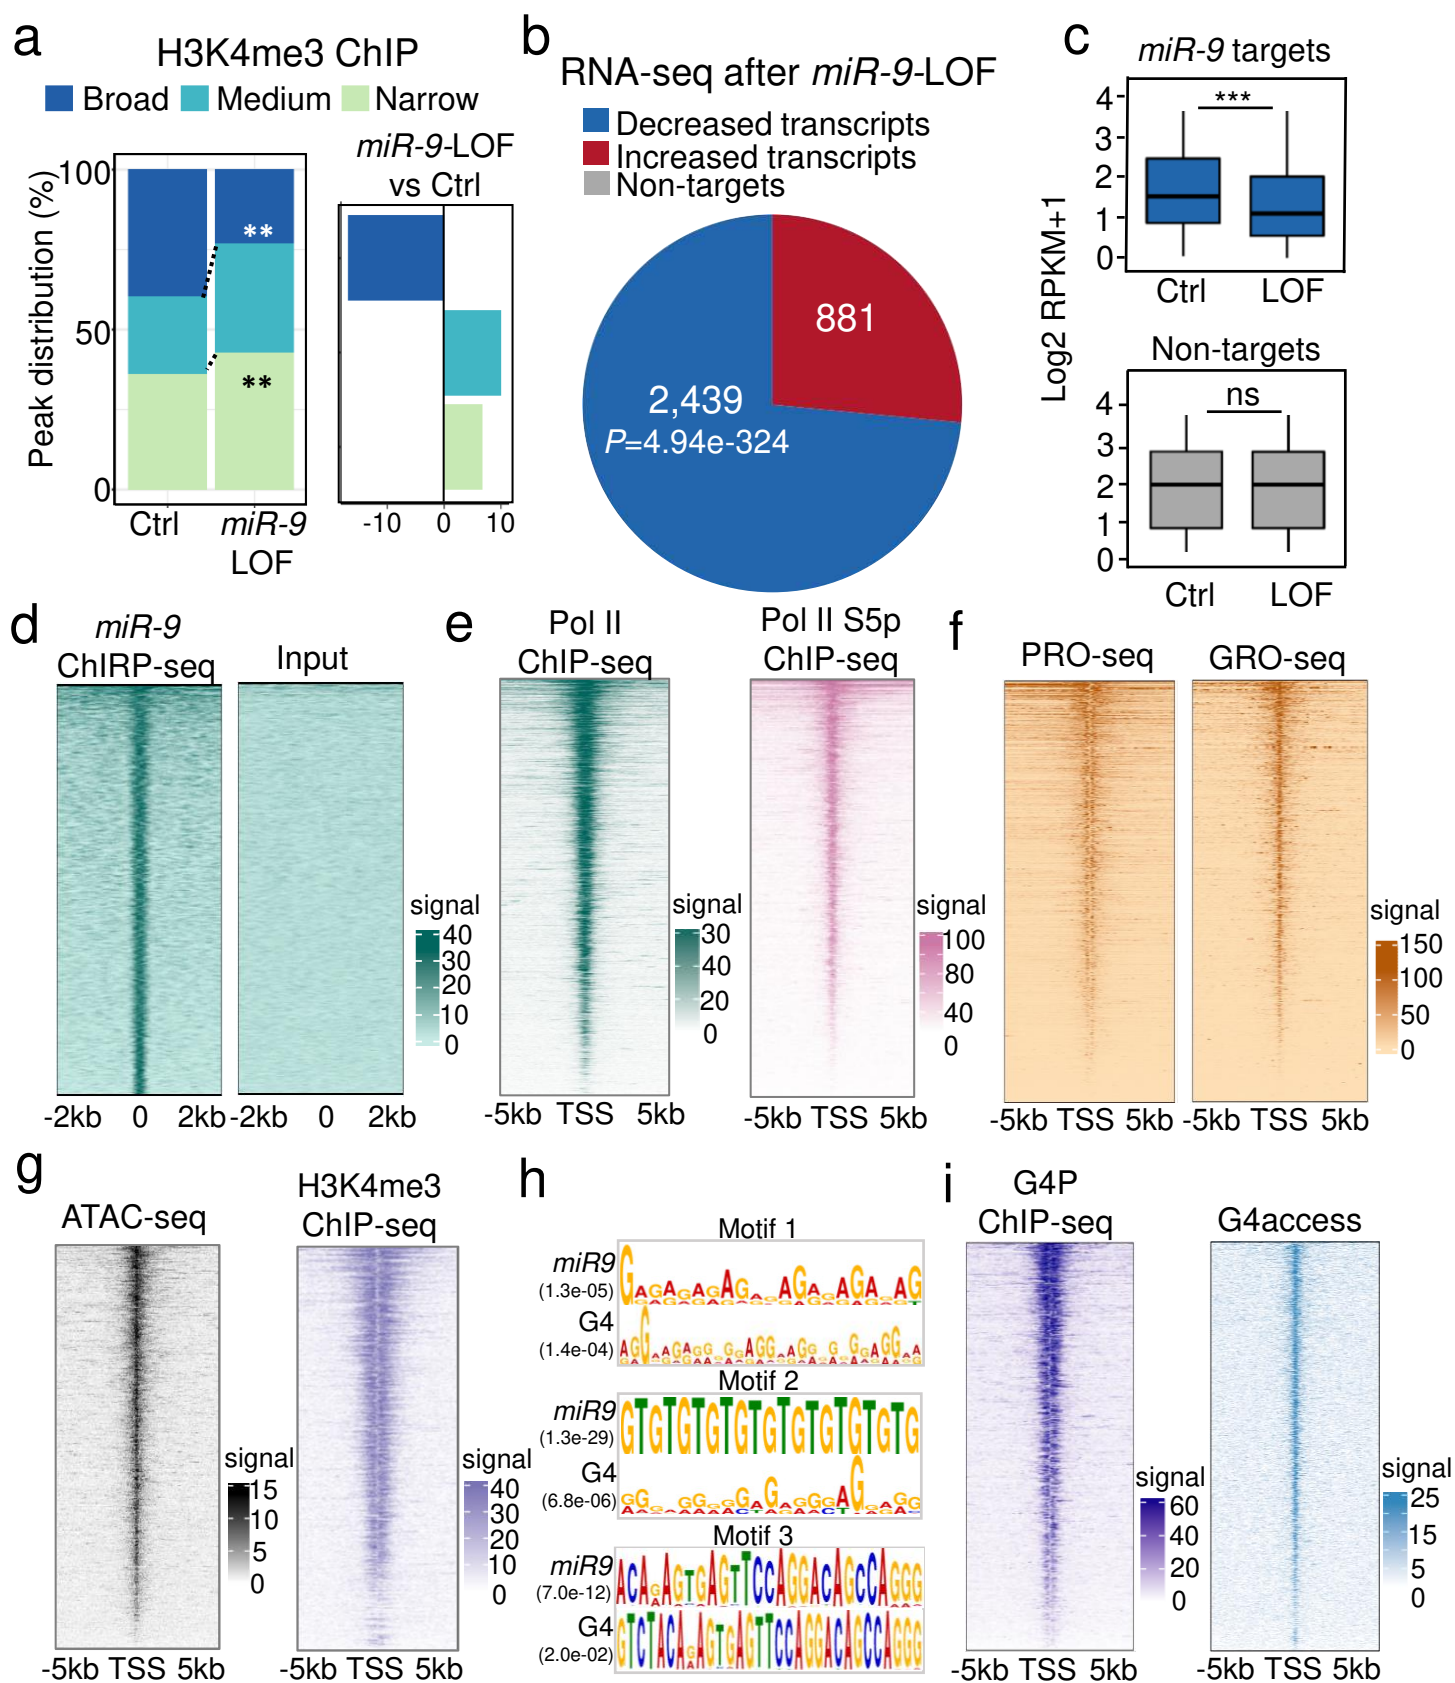 a
H3K4me3 ChIP
Broad Medium Narrow
miR-9-LOF
vs Ctrl
Peak distribution (%)
100
50
0
**
**
Ctrl
miR-9
LOF
-10 0 10
b
RNA-seq after miR-9-LOF
Decreased transcripts
Increased transcripts
Non-targets
881
2,439
P=4.94e-324
c
miR-9 targets
Log2 RPKM+1
4
3
2
1
0
***
Ctrl LOF
Non-targets
4
3
2
1
0
ns
Ctrl LOF
d
miR-9
ChIRP-seq
Input
signal
40
30
20
10
0
-2kb 0 2kb
-2kb 0 2kb
e
Pol II
ChIP-seq
signal
30
40
20
0
-5kb TSS 5kb
Pol II S5p
ChIP-seq
signal
100
80
40
0
-5kb TSS 5kb
f
PRO-seq
GRO-seq
signal
150
100
50
0
-5kb TSS 5kb
-5kb TSS 5kb
g
ATAC-seq
signal
15
10
5
0
-5kb TSS 5kb
H3K4me3
ChIP-seq
signal
40
30
20
10
0
-5kb TSS 5kb
h
Motif 1
miR9
(1.3e-05)
G4
(1.4e-04)
Motif 2
miR9
(1.3e-29)
GTGTGTGTGTGTGTGTGTGTG
G4
(6.8e-06)
Motif 3
miR9
(7.0e-12)
ACAGAGTGAGTTCCAGGACAGCCAGGG
G4
(2.0e-02)
GTCTACAGAGTGAGTTCCAGGACAGCCAGGG
i
G4P
ChIP-seq
signal
60
40
20
0
-5kb TSS 5kb
G4access
signal
25
15
5
0
-5kb TSS 5kb